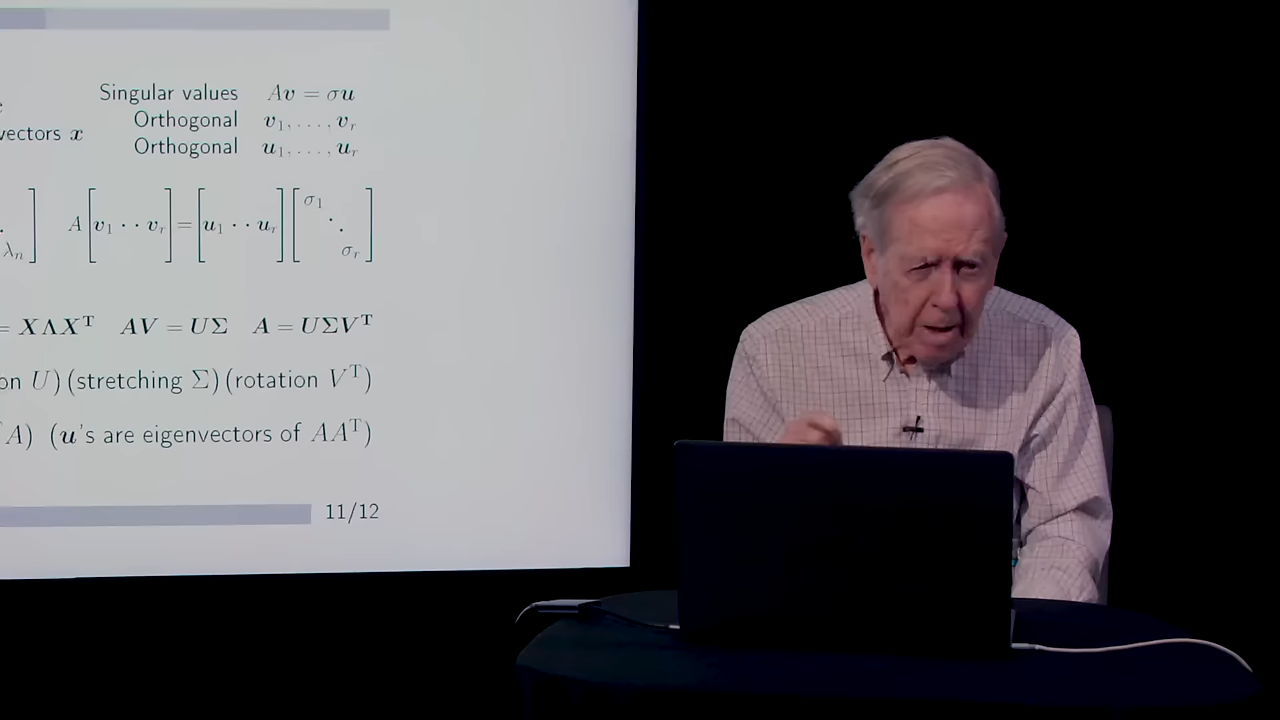 Singular values Av = σu
vectors x Orthogonal v₁, . . . , vᵣ
Orthogonal u₁, . . . , uᵣ
λₙ ] A [ v₁ · · vᵣ ] = [ u₁ · · uᵣ ] [ σ₁ ⋱ σᵣ ]
= XΛXᵀ AV = UΣ A = UΣVᵀ
on U) (stretching Σ) (rotation Vᵀ)
A) (u's are eigenvectors of AAᵀ)
11/12